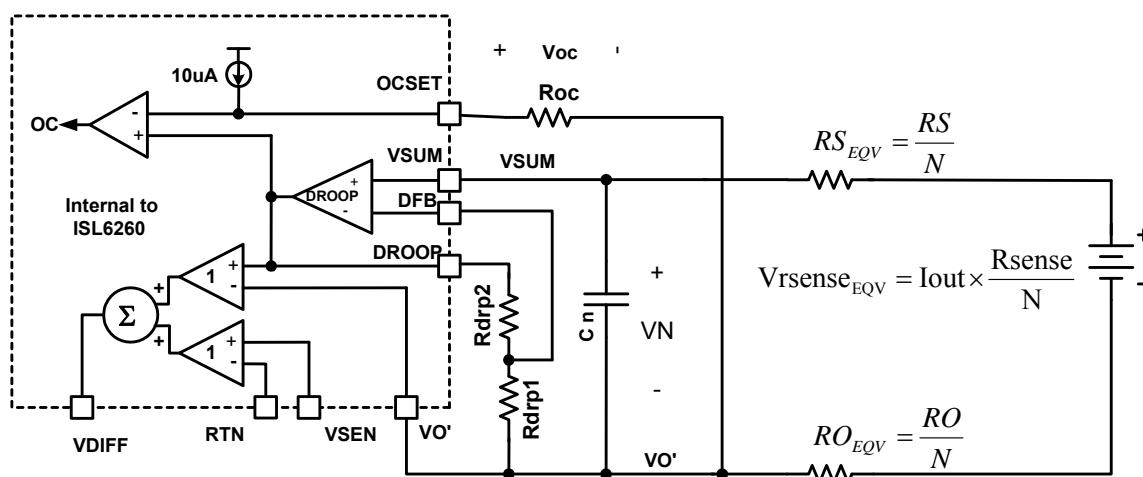 + Voc '
10uA
OCSET
Roc
OC
-
+
VSUM
VSUM
RS_EQV = RS/N
+
DROOP
-
DFB
Internal to
ISL6260
DROOP
+
-
1
+
-
+
Σ
+
1
+
-
Rdrp2
Rdrp1
Cn
+
VN
-
Vrsense_EQV = Iout × Rsense/N
+
-
VDIFF
RTN
VSEN
VO'
VO'
RO_EQV = RO/N